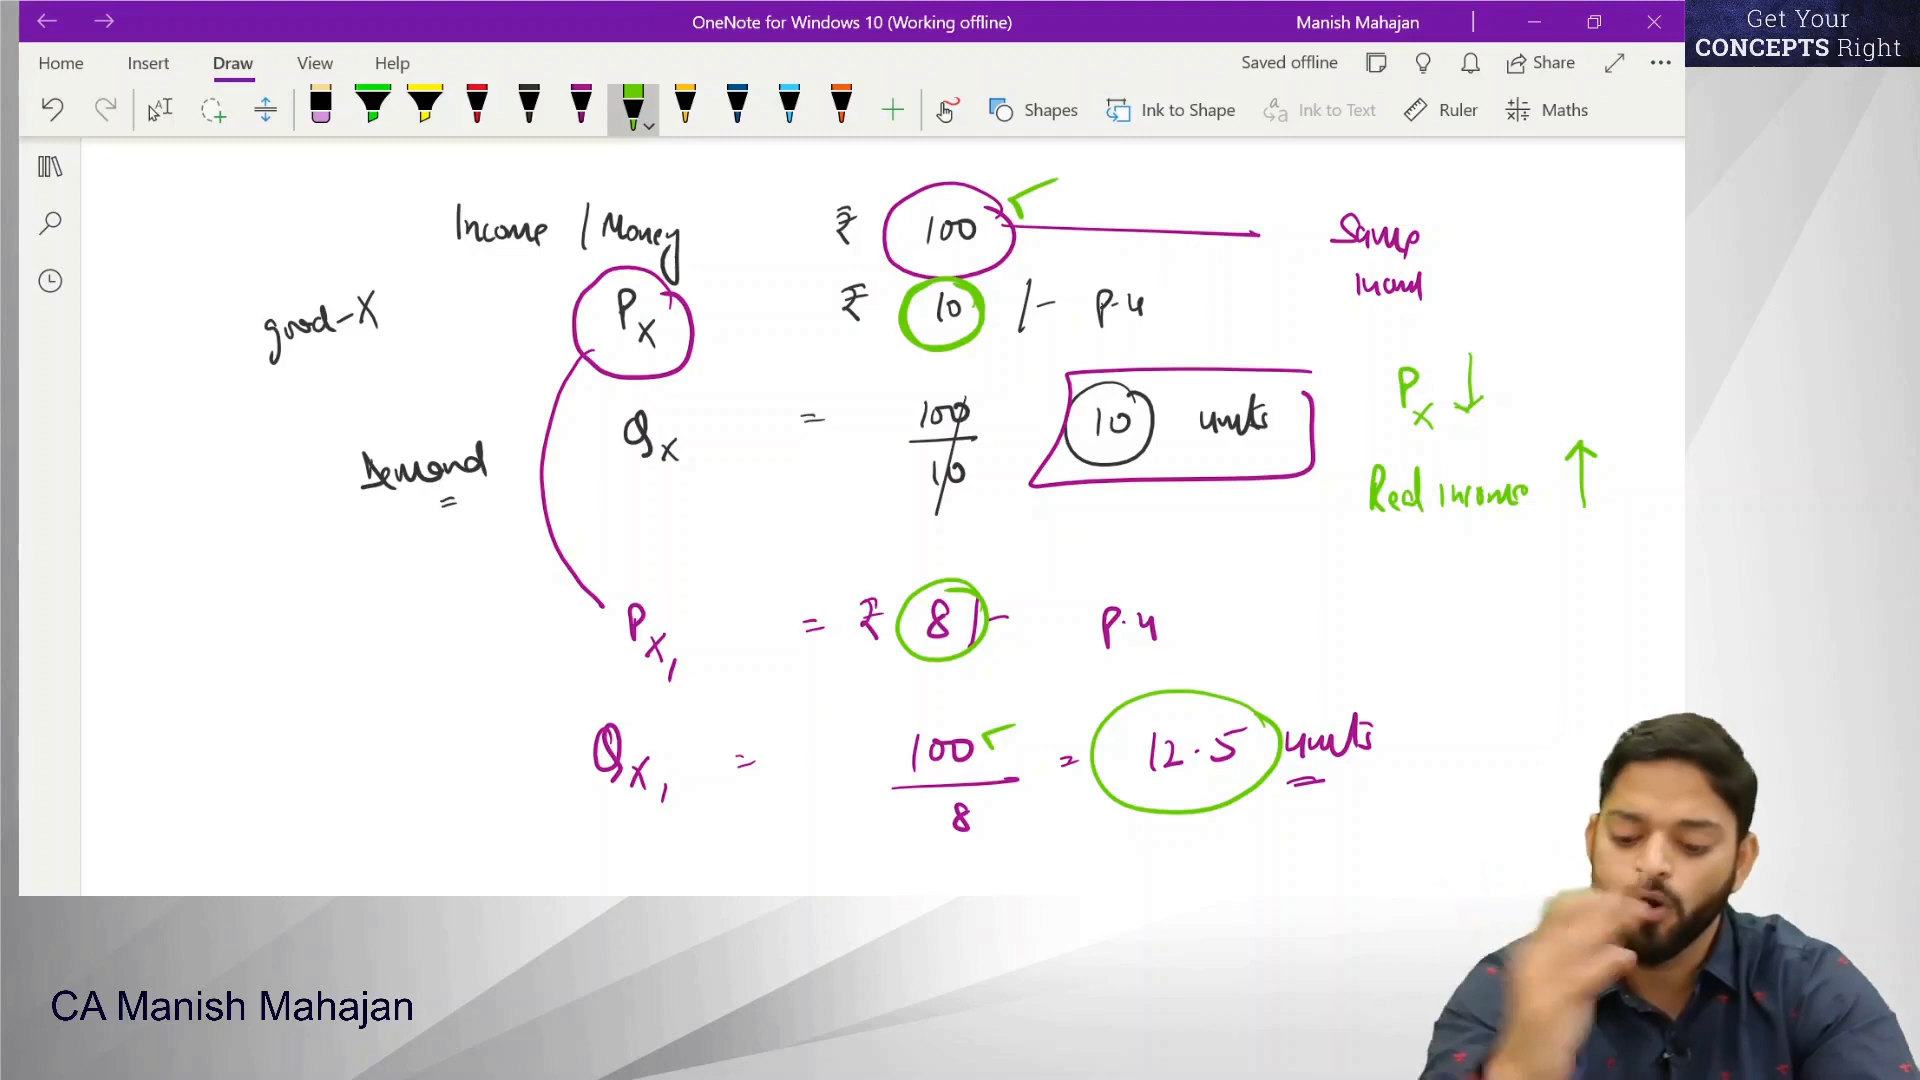 OneNote for Windows 10 (Working offline)
Manish Mahajan
Get Your
CONCEPTS Right
Home Insert Draw View Help
Saved offline Share
Shapes Ink to Shape Ink to Text Ruler Maths
Income / Money ₹ 100
Same
good-X Px ₹ 10 /- P.u
Demand Qx = 100/10 10 units
Px ↓
Real income ↑
Px1 = ₹ 8/- P.u
Qx1 = 100/8 = 12.5 units
CA Manish Mahajan